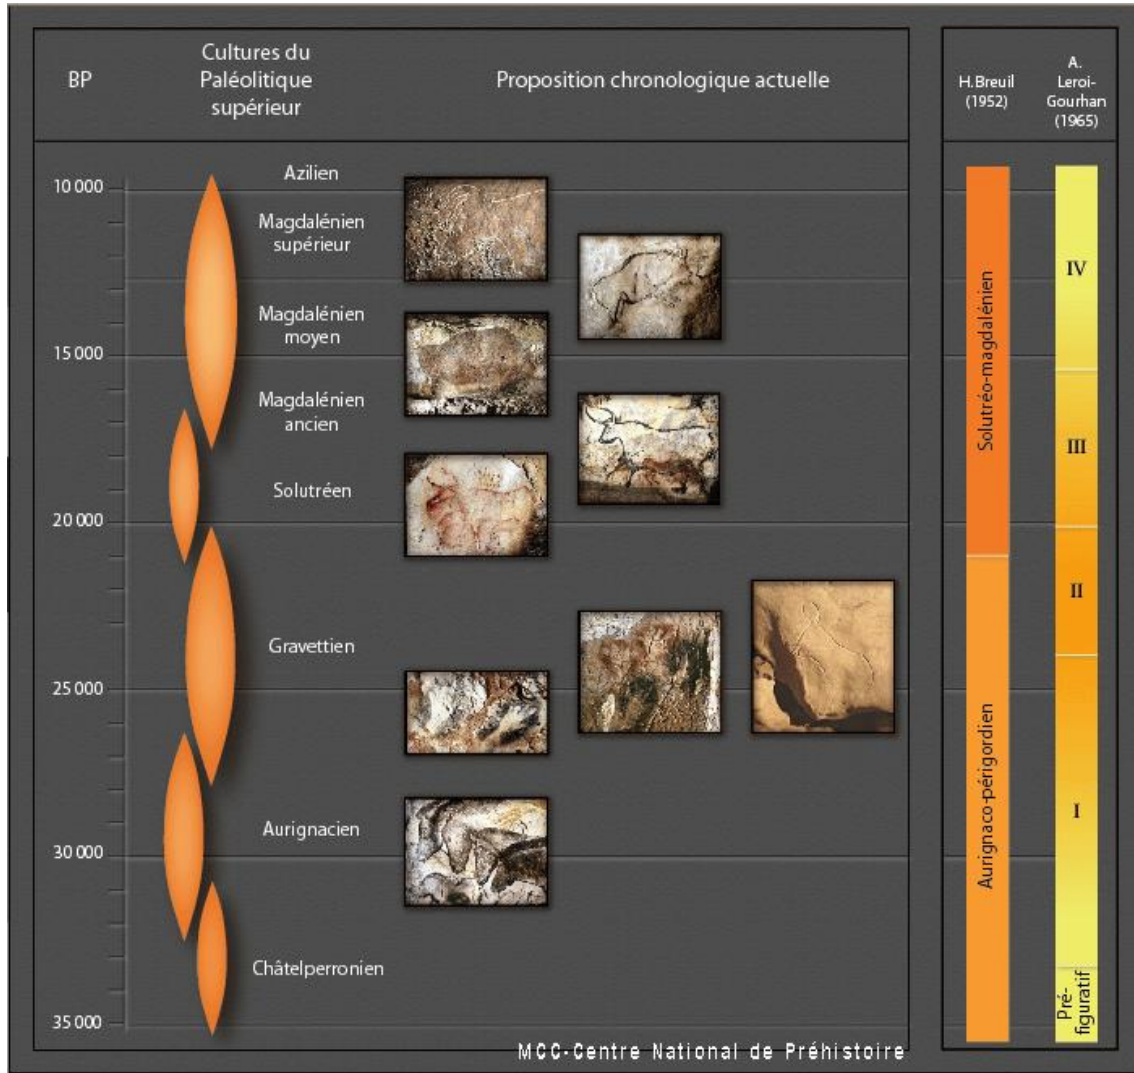 BP
Cultures du
Paléolitique
supérieur
Proposition chronologique actuelle
H.Breuil
(1952)
A.
Leroi-
Gourhan
(1965)
10 000
15 000
20 000
25 000
30 000
35 000
Azilien
Magdalénien
supérieur
Magdalénien
moyen
Magdalénien
ancien
Solutréen
Gravettien
Aurignacien
Châtelperronien
Solutréo-magdalénien
Aurignaco-périgordien
IV
III
II
I
Pré-
figuratif
MCC-Centre National de Préhistoire